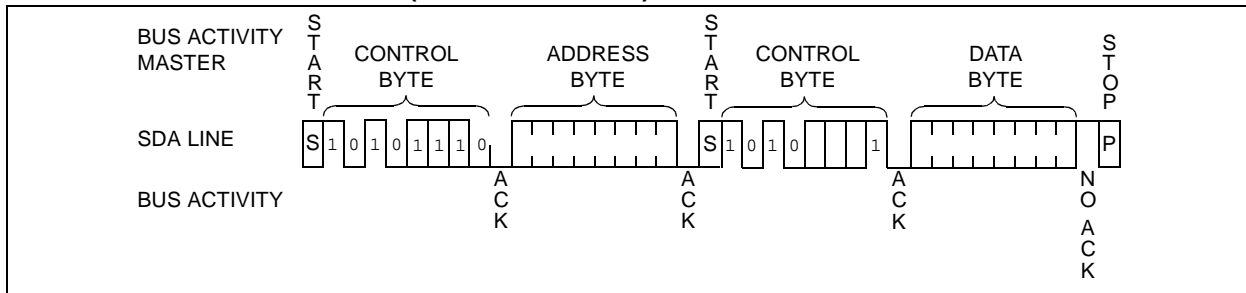 BUS ACTIVITY
MASTER
START
CONTROL
BYTE
ADDRESS
BYTE
START
CONTROL
BYTE
DATA
BYTE
STOP
SDA LINE
S 1 0 1 0 1 1 1 0
S 1 0 1 0 1
P
BUS ACTIVITY
ACK
ACK
ACK
NO ACK